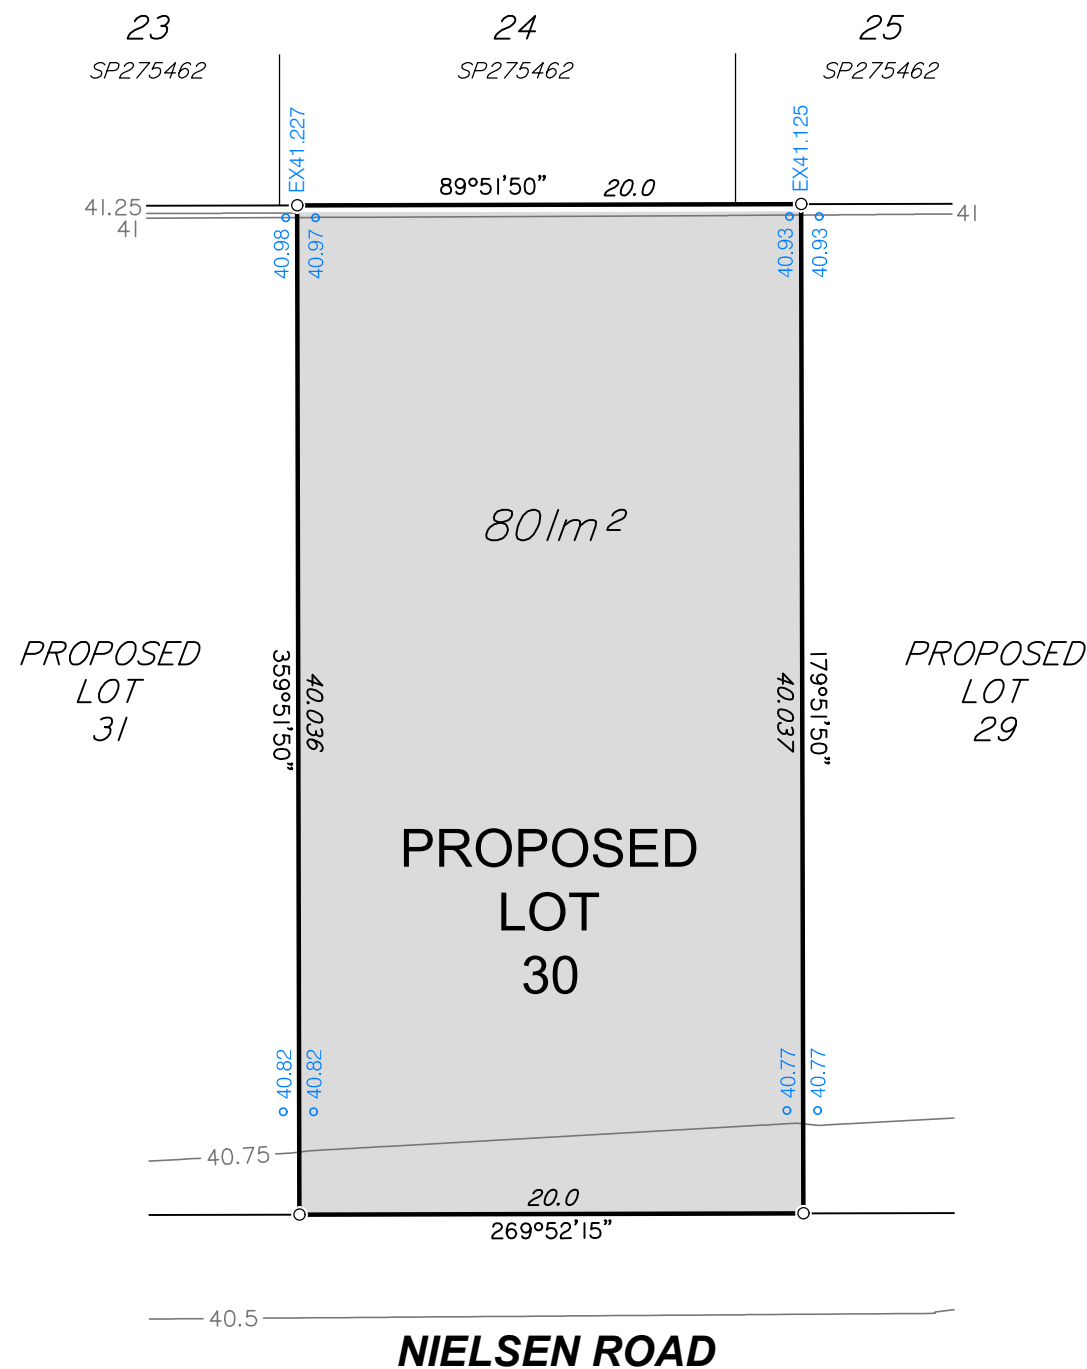 23
SP275462
24
SP275462
25
SP275462
EX41.227
EX41.125
89°51'50" 20.0
41.25
41
41
40.98
40.97
40.93
40.93
801m²
PROPOSED
LOT
31
359°51'50"
40.036
40.037
179°51'50"
PROPOSED
LOT
29
PROPOSED
LOT
30
40.82
40.82
40.77
40.77
40.75
20.0
269°52'15"
40.5
NIELSEN ROAD